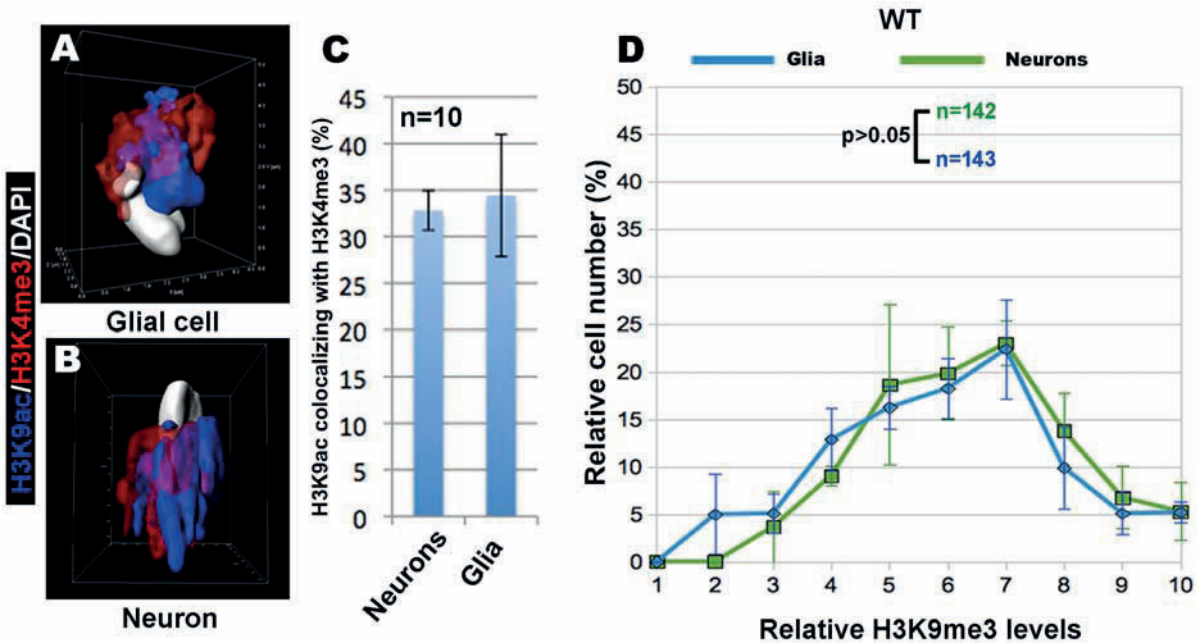 A
Glial cell
B
Neuron
H3K9ac/H3K4me3/DAPI
C
n=10
H3K9ac colocalizing with H3K4me3 (%)
45
40
35
30
25
20
15
10
5
0
Neurons
Glia
D
WT
Glia
Neurons
n=142
p>0.05
n=143
Relative cell number (%)
50
45
40
35
30
25
20
15
10
5
0
1 2 3 4 5 6 7 8 9 10
Relative H3K9me3 levels